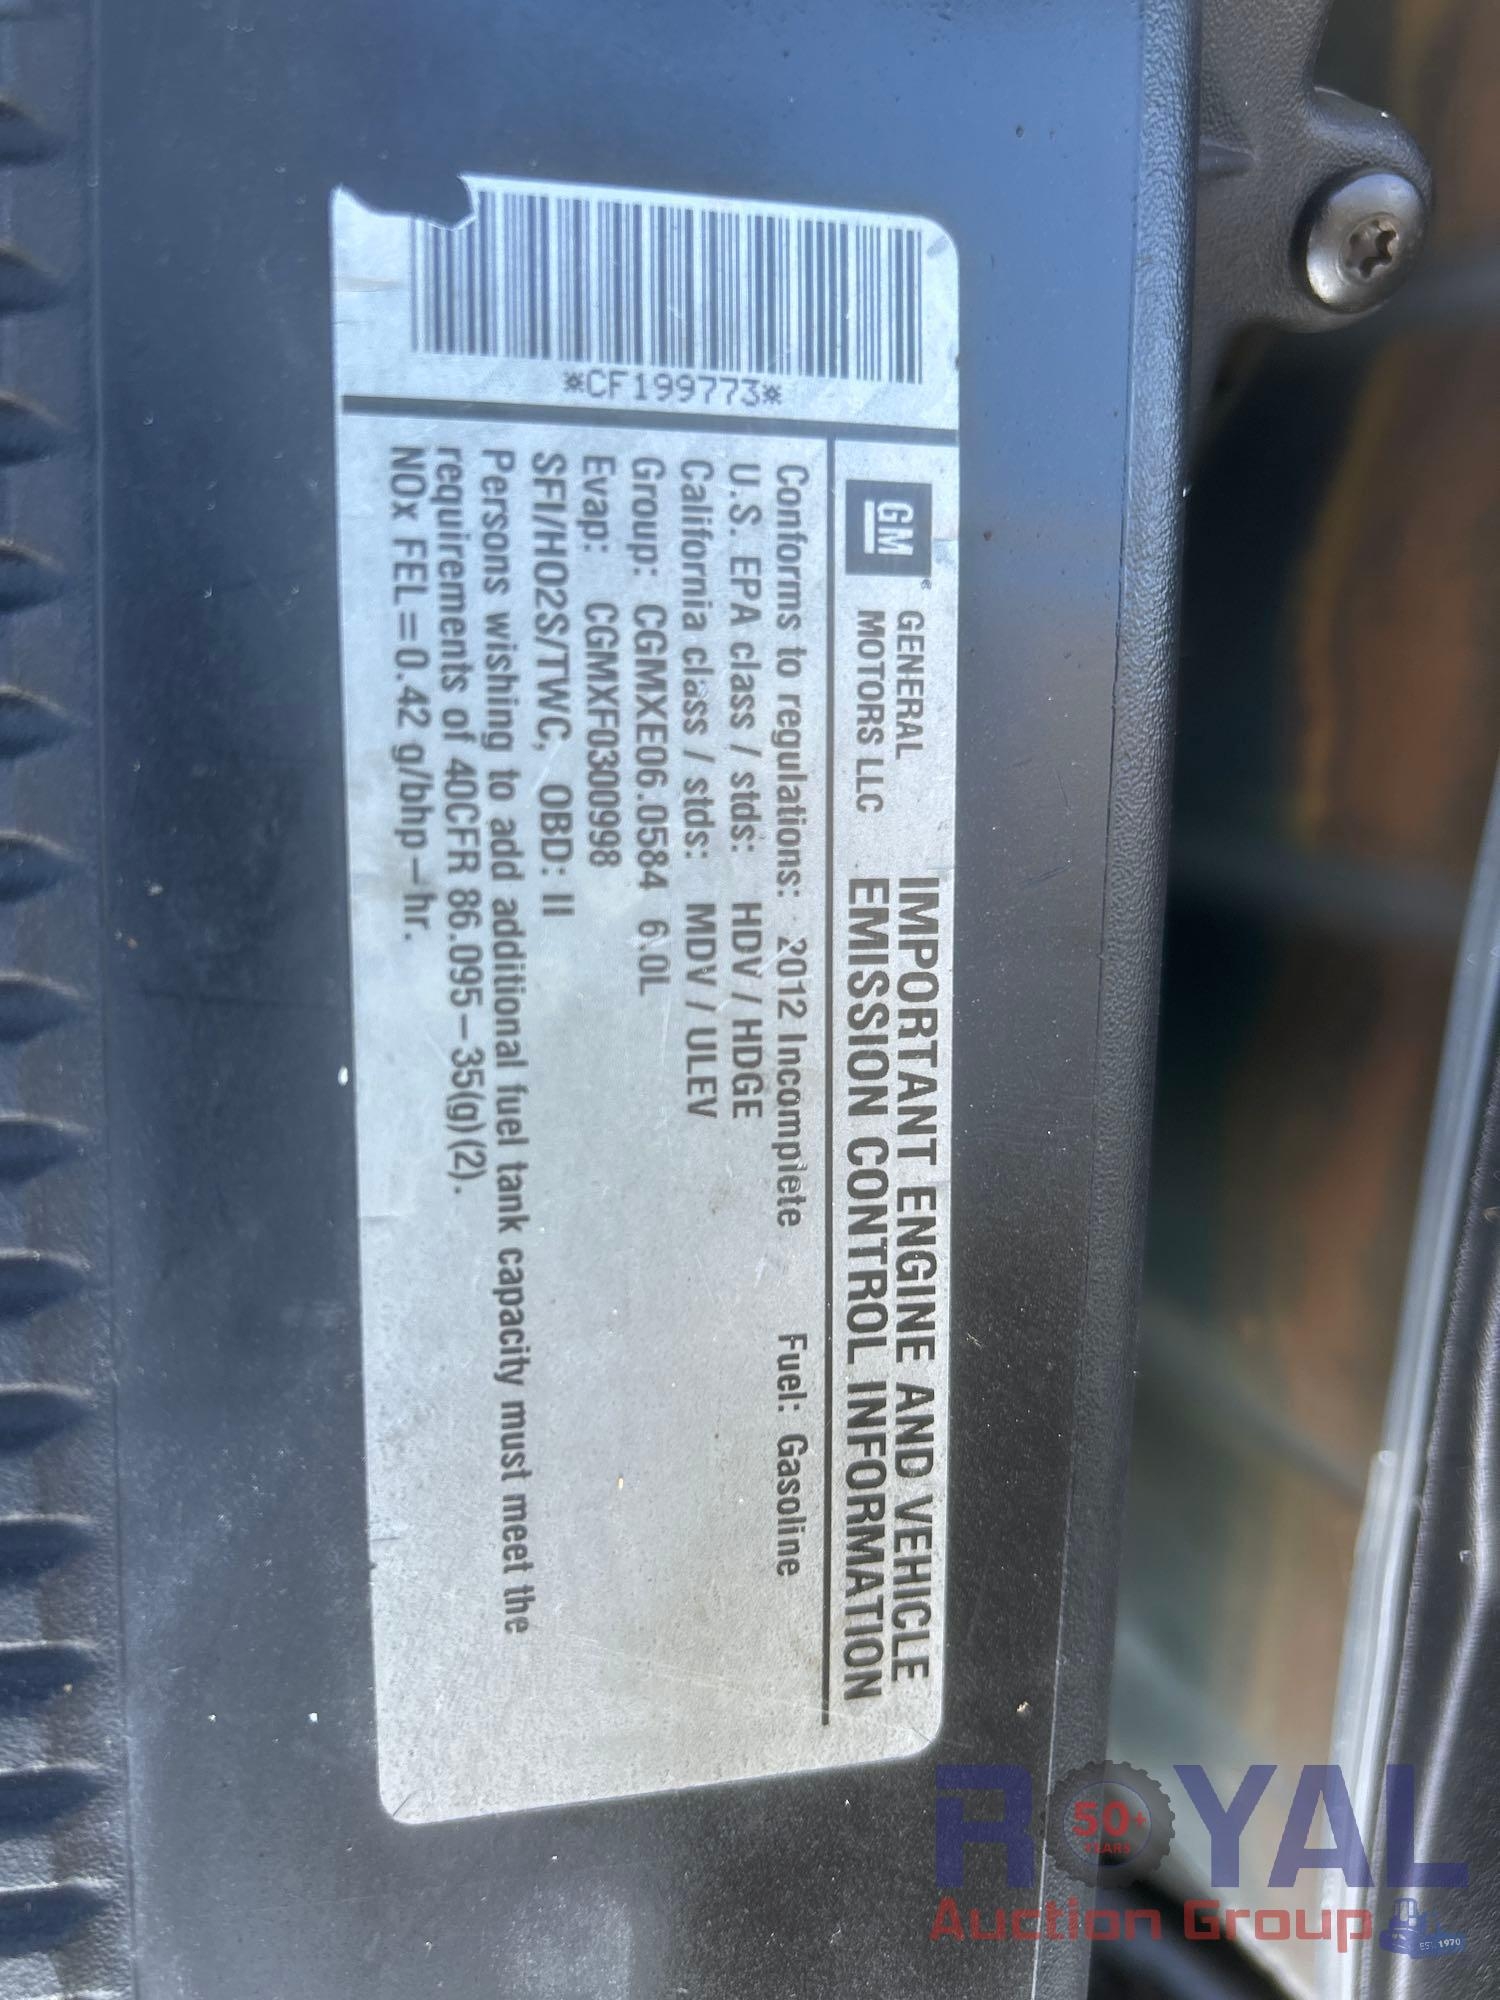 *CF199773*
GM
GENERAL
MOTORS LLC
IMPORTANT ENGINE AND VEHICLE
EMISSION CONTROL INFORMATION
Conforms to regulations: 2012 Incomplete Fuel: Gasoline
U.S. EPA class / stds: HDV / HDGE
California class / stds: MDV / ULEV
Group: CGMXE06.0584 6.0L
Evap: CGMXF0300998
SFI/HO2S/TWC, OBD: II
Persons wishing to add additional fuel tank capacity must meet the
requirements of 40CFR 86.095-35(g)(2).
NOx FEL=0.42 g/bhp-hr.
ROYAL
50+
YEARS
Auction Group
EST. 1970